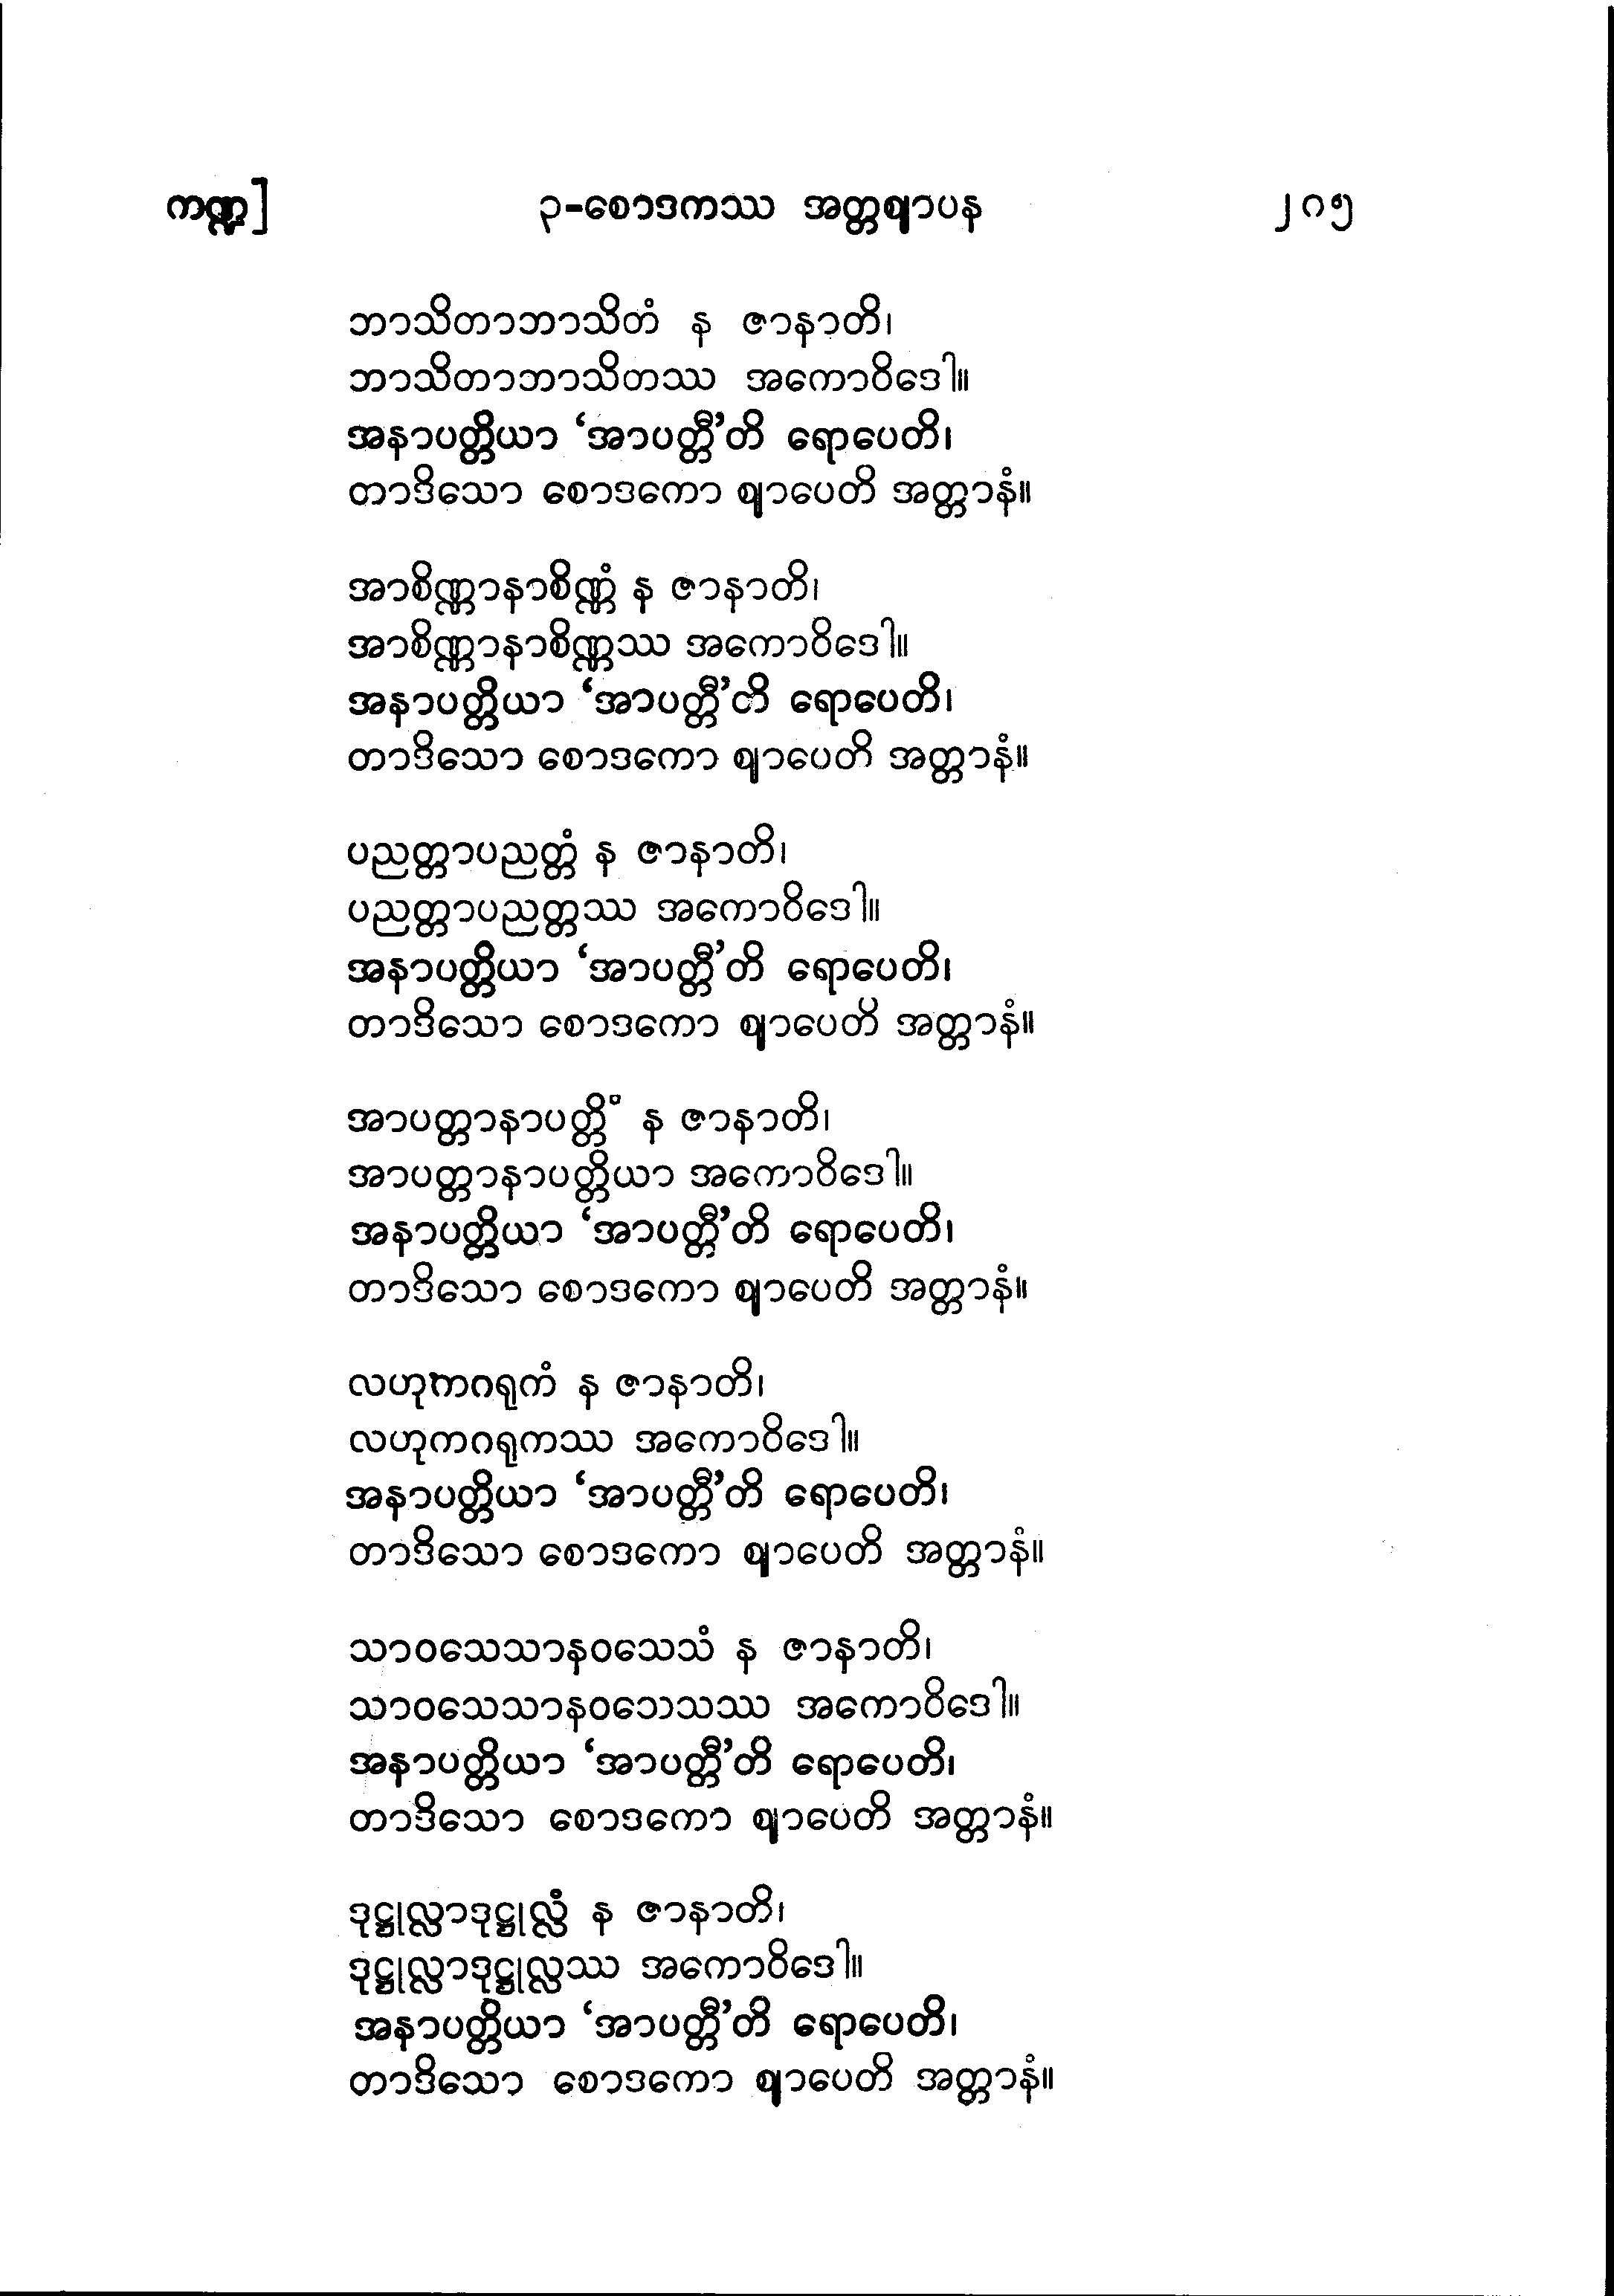 ကဏ္ဍ] ၃-စောဒကဿ အတ္တဈာပန ၂၀၅
ဘာသိတာဘာသိတံ န ဇာနာတိ၊
ဘာသိတာဘာသိတဿ အကောဝိဒေါ။
အနာပတ္တိယာ ‘အာပတ္တီ’တိ ရောပေတိ၊
တာဒိသော စောဒကော ဈာပေတိ အတ္တာနံ။
အာစိဏ္ဏာနာစိဏ္ဏံ န ဇာနာတိ၊
အာစိဏ္ဏာနာစိဏ္ဏဿ အကောဝိဒေါ။
အနာပတ္တိယာ ‘အာပတ္တီ’တိ ရောပေတိ၊
တာဒိသော စောဒကော ဈာပေတိ အတ္တာနံ။
ပညတ္တာပညတ္တံ န ဇာနာတိ၊
ပညတ္တာပညတ္တဿ အကောဝိဒေါ။
အနာပတ္တိယာ ‘အာပတ္တီ’တိ ရောပေတိ၊
တာဒိသော စောဒကော ဈာပေတိ အတ္တာနံ။
အာပတ္တာနာပတ္တိံ န ဇာနာတိ၊
အာပတ္တာနာပတ္တိယာ အကောဝိဒေါ။
အနာပတ္တိယာ ‘အာပတ္တီ’တိ ရောပေတိ၊
တာဒိသော စောဒကော ဈာပေတိ အတ္တာနံ။
လဟုကဂရုကံ န ဇာနာတိ၊
လဟုကဂရုကဿ အကောဝိဒေါ။
အနာပတ္တိယာ ‘အာပတ္တီ’တိ ရောပေတိ၊
တာဒိသော စောဒကော ဈာပေတိ အတ္တာနံ။
သာဝသေသာနဝသေသံ န ဇာနာတိ၊
သာဝသေသာနဝသေသဿ အကောဝိဒေါ။
အနာပတ္တိယာ ‘အာပတ္တီ’တိ ရောပေတိ၊
တာဒိသော စောဒကော ဈာပေတိ အတ္တာနံ။
ဒုဋ္ဌုလ္လာဒုဋ္ဌုလ္လံ န ဇာနာတိ၊
ဒုဋ္ဌုလ္လာဒုဋ္ဌုလ္လဿ အကောဝိဒေါ။
အနာပတ္တိယာ ‘အာပတ္တီ’တိ ရောပေတိ၊
တာဒိသော စောဒကော ဈာပေတိ အတ္တာနံ။